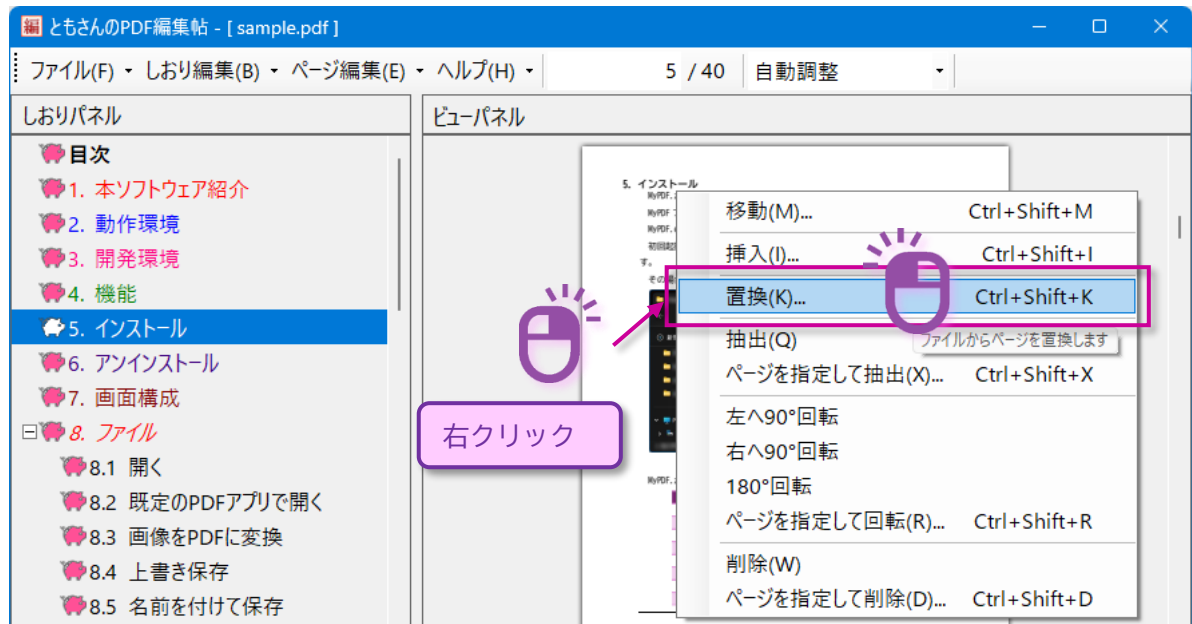 編 ともさんのPDF編集帖 - [ sample.pdf ]
ファイル(F) しおり編集(B) ページ編集(E) ヘルプ(H) 5 / 40 自動調整
しおりパネル
目次
1. 本ソフトウェア紹介
2. 動作環境
3. 開発環境
4. 機能
5. インストール
6. アンインストール
7. 画面構成
8. ファイル
8.1 開く
8.2 既定のPDFアプリで開く
8.3 画像をPDFに変換
8.4 上書き保存
8.5 名前を付けて保存
ビューパネル
5. インストール
MyPDF.
MyPDF
MyPDF.
す。
右クリック
移動(M)... Ctrl+Shift+M
挿入(I)... Ctrl+Shift+I
置換(K)... Ctrl+Shift+K
抽出(Q)
ファイルからページを置換します
ページを指定して抽出(X)... Ctrl+Shift+X
左へ90°回転
右へ90°回転
180°回転
ページを指定して回転(R)... Ctrl+Shift+R
削除(W)
ページを指定して削除(D)... Ctrl+Shift+D
MyPDF.